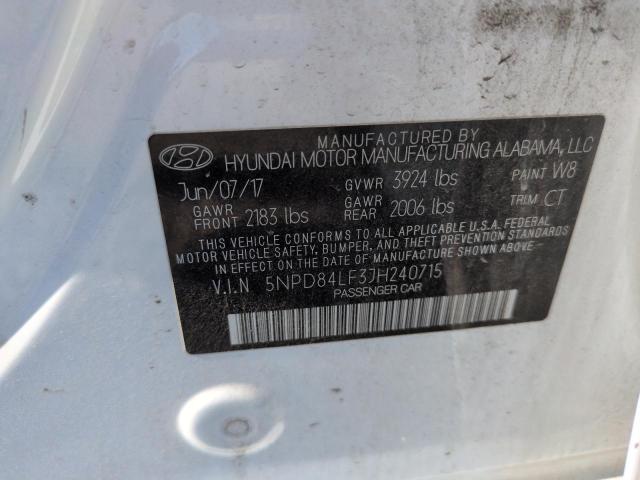 MANUFACTURED BY
HYUNDAI MOTOR MANUFACTURING ALABAMA, LLC
Jun/07/17 GVWR 3924 lbs PAINT W8
GAWR FRONT 2183 lbs GAWR REAR 2006 lbs TRIM CT
THIS VEHICLE CONFORMS TO ALL APPLICABLE U.S.A. FEDERAL
MOTOR VEHICLE SAFETY, BUMPER, AND THEFT PREVENTION STANDARDS
IN EFFECT ON THE DATE OF MANUFACTURE SHOWN ABOVE.
V.I.N 5NPD84LF3JH240715
PASSENGER CAR